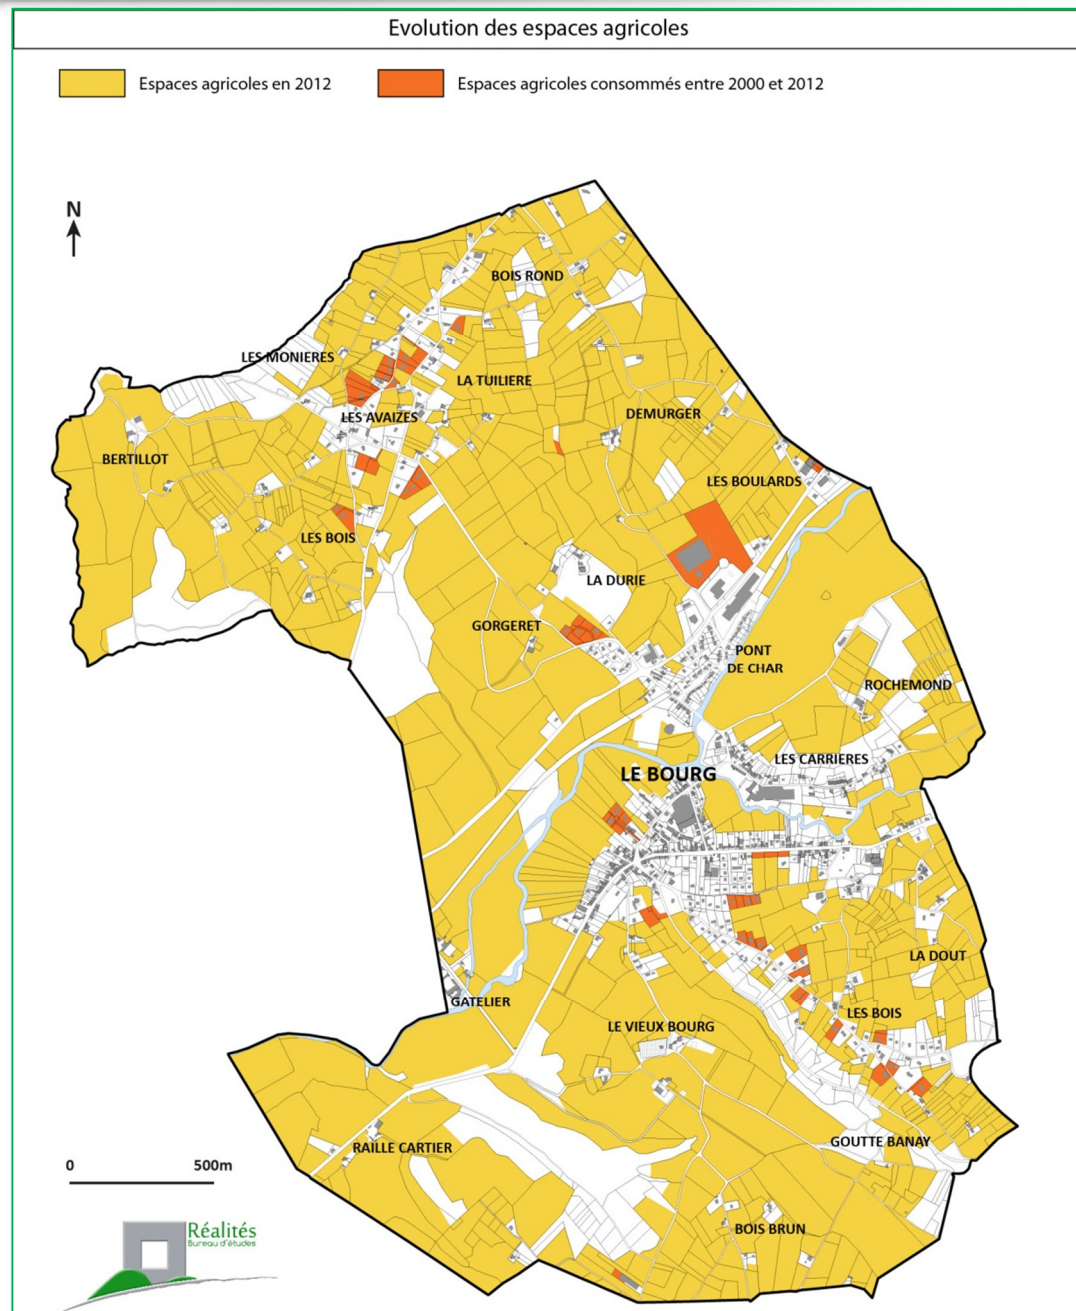 Evolution des espaces agricoles
Espaces agricoles en 2012
Espaces agricoles consommés entre 2000 et 2012
N
BOIS ROND
LES MONIERES
LA TUILIERE
LES AVAIZES
DEMURGER
BERTILLOT
LES BOULARDS
LES BOIS
LA DURIE
GORGERET
PONT
DE CHAR
ROCHEMOND
LES CARRIERES
LE BOURG
LA DOUT
GATELIER
LES BOIS
LE VIEUX BOURG
GOUTTE BANAY
RAILLE CARTIER
0 500m
BOIS BRUN
Réalités
Bureau d'études